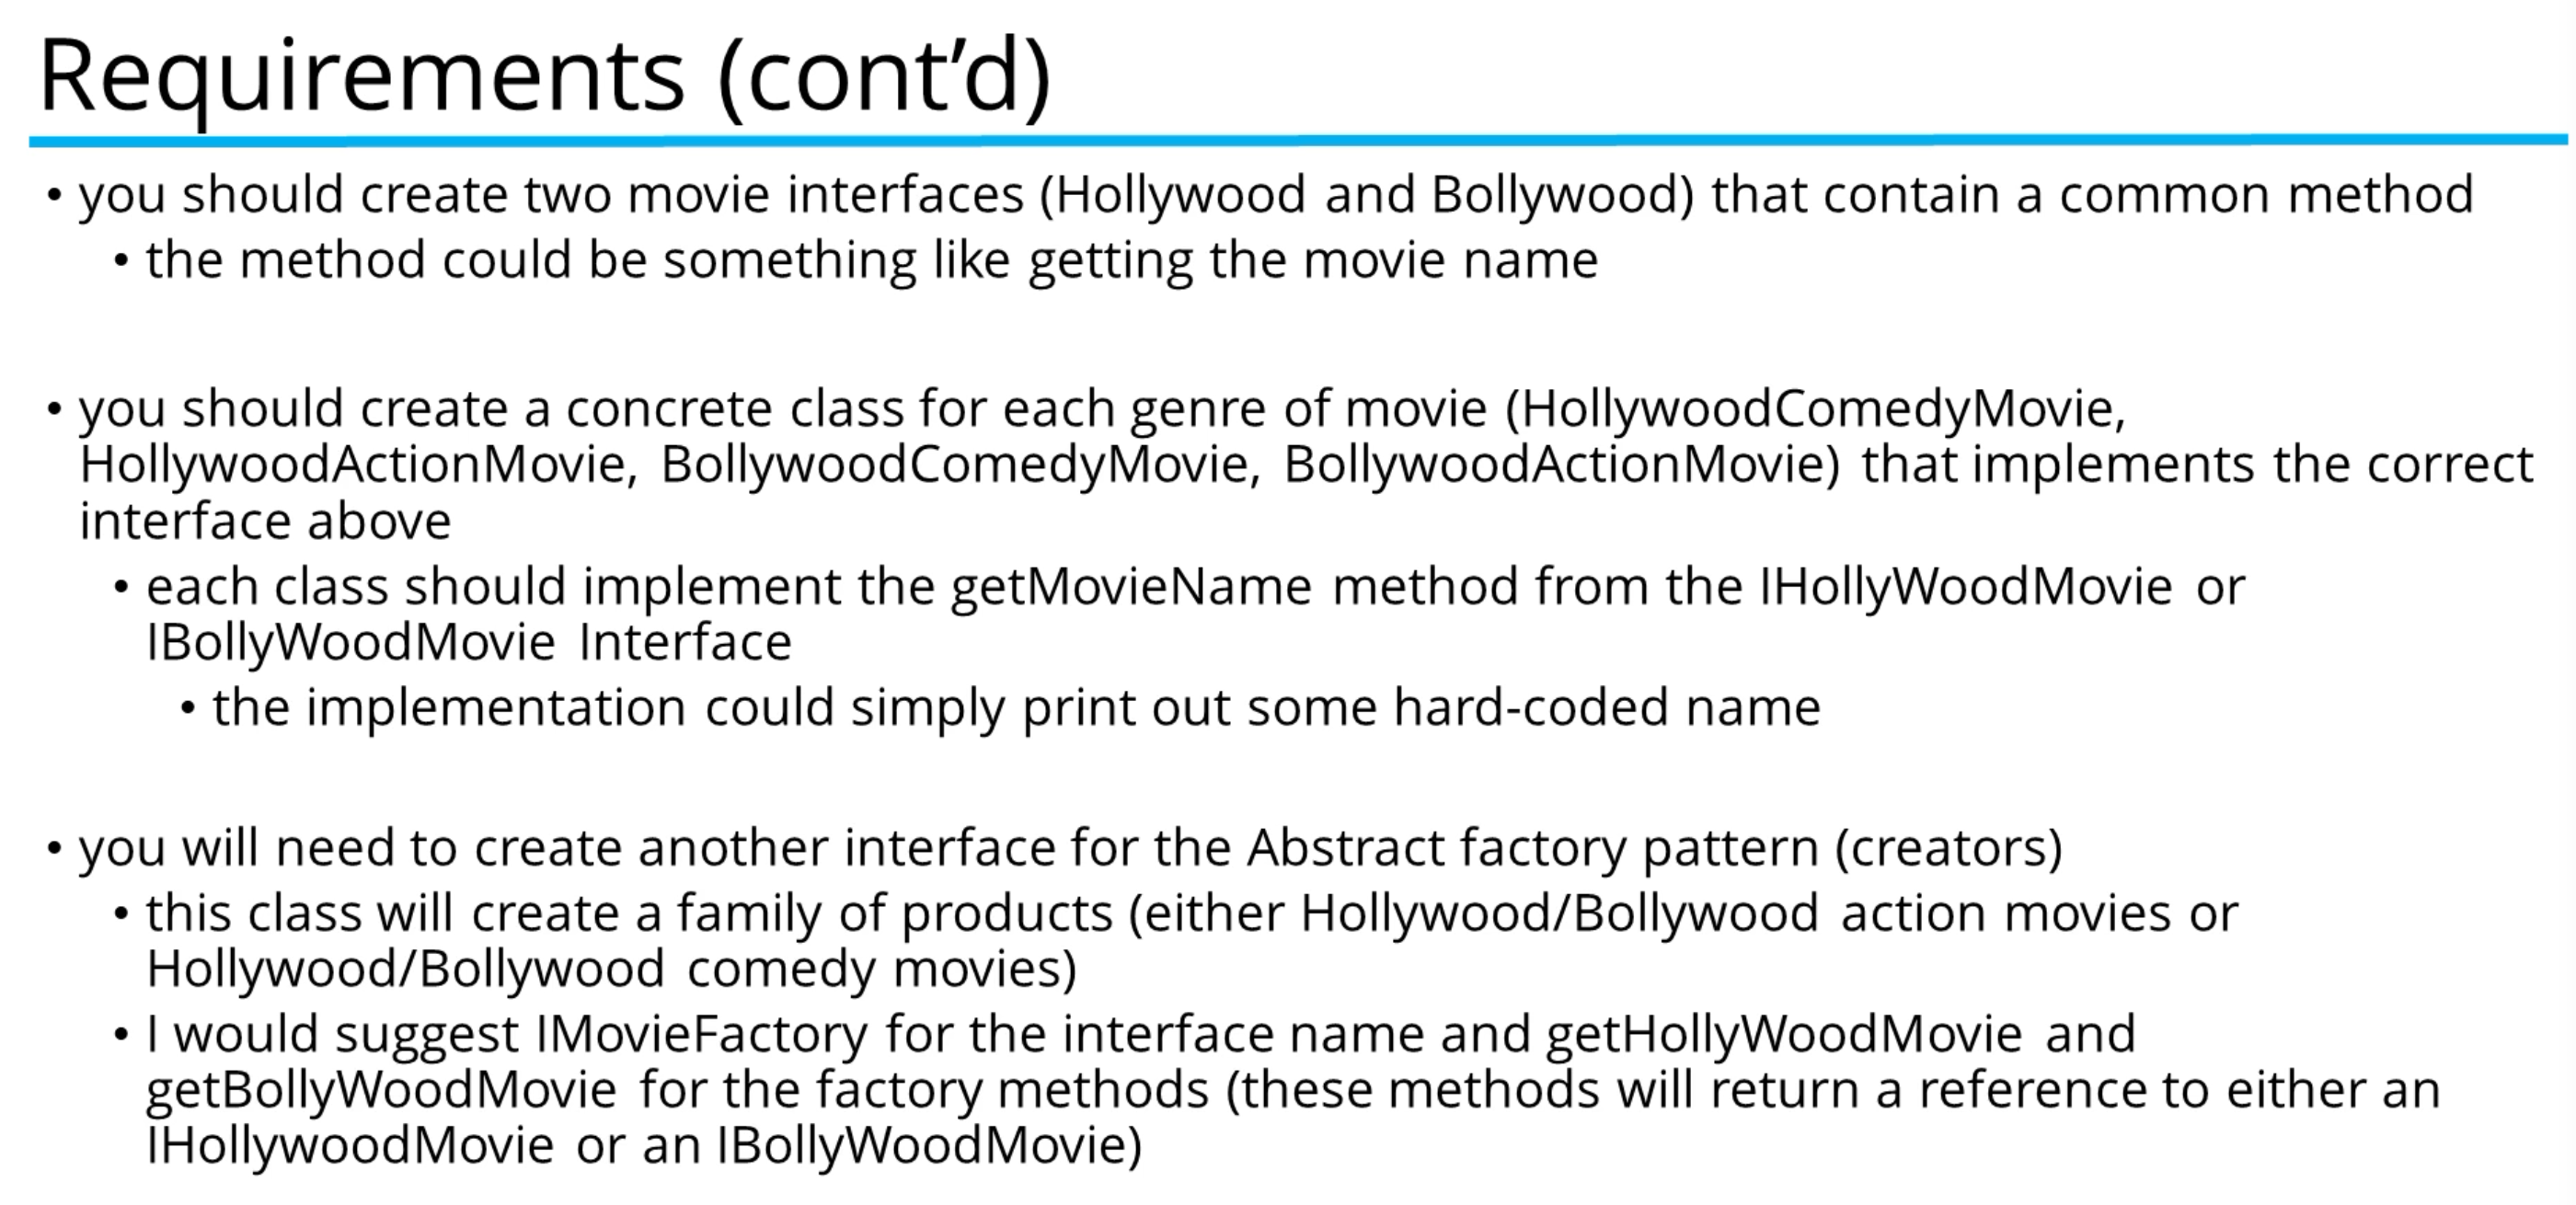 Requirements (cont’d)
• you should create two movie interfaces (Hollywood and Bollywood) that contain a common method
• the method could be something like getting the movie name
• you should create a concrete class for each genre of movie (HollywoodComedyMovie,
HollywoodActionMovie, BollywoodComedyMovie, BollywoodActionMovie) that implements the correct
interface above
• each class should implement the getMovieName method from the IHollyWoodMovie or
IBollyWoodMovie Interface
• the implementation could simply print out some hard-coded name
• you will need to create another interface for the Abstract factory pattern (creators)
• this class will create a family of products (either Hollywood/Bollywood action movies or
Hollywood/Bollywood comedy movies)
• I would suggest IMovieFactory for the interface name and getHollyWoodMovie and
getBollyWoodMovie for the factory methods (these methods will return a reference to either an
IHollywoodMovie or an IBollyWoodMovie)